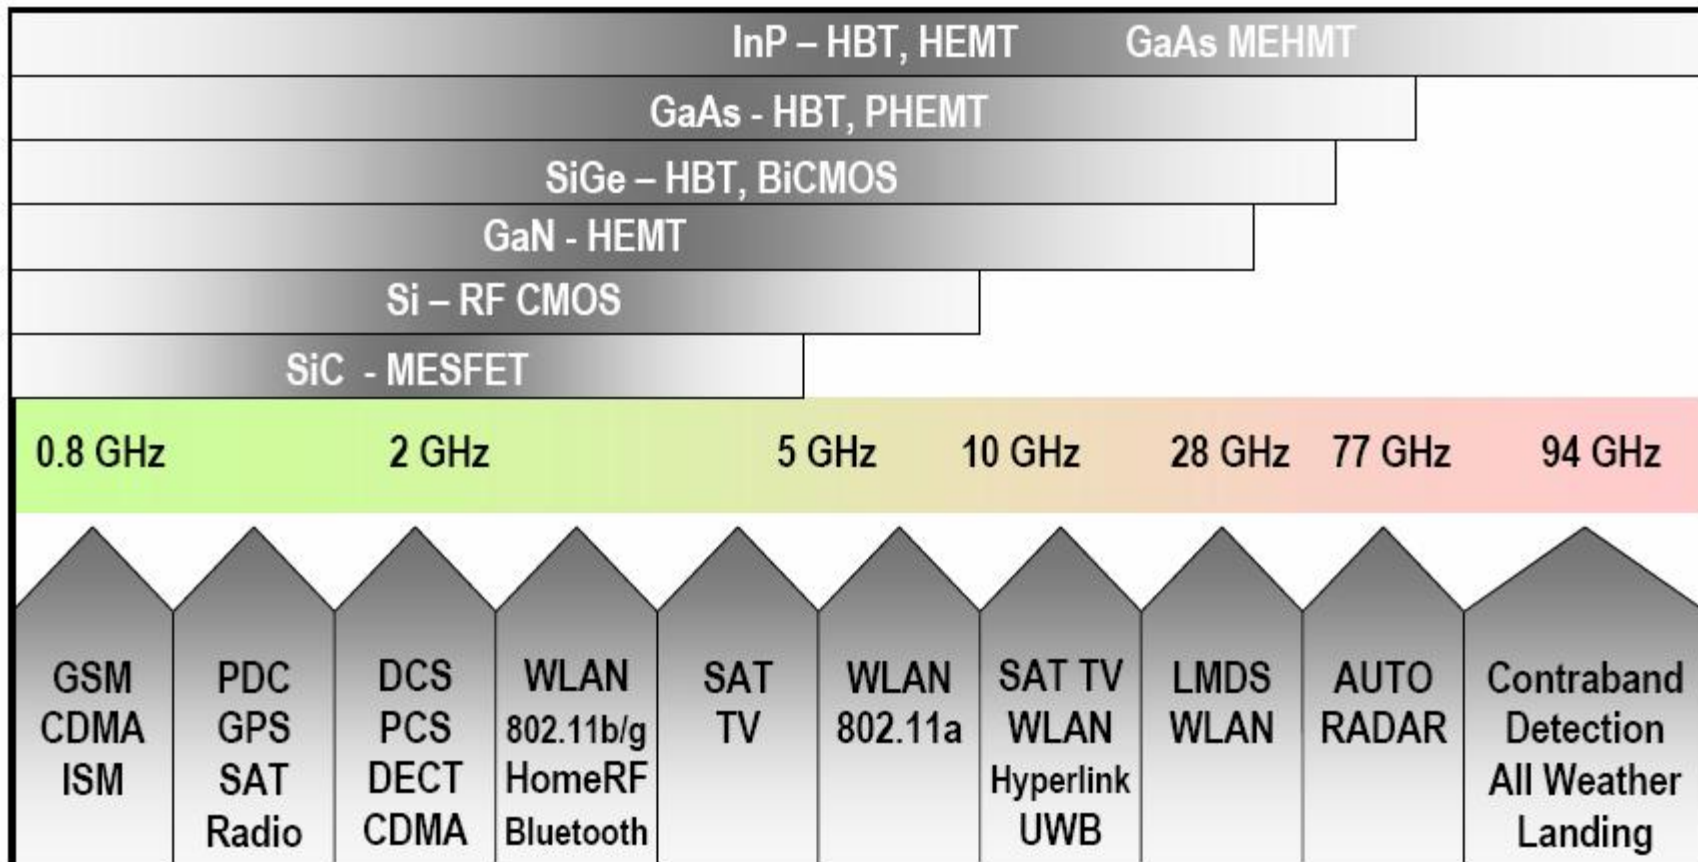 InP – HBT, HEMT GaAs MEHMT
GaAs - HBT, PHEMT
SiGe – HBT, BiCMOS
GaN - HEMT
Si – RF CMOS
SiC - MESFET
0.8 GHz 2 GHz 5 GHz 10 GHz 28 GHz 77 GHz 94 GHz
GSM
CDMA
ISM
PDC
GPS
SAT
Radio
DCS
PCS
DECT
CDMA
WLAN
802.11b/g
HomeRF
Bluetooth
SAT
TV
WLAN
802.11a
SAT TV
WLAN
Hyperlink
UWB
LMDS
WLAN
AUTO
RADAR
Contraband
Detection
All Weather
Landing